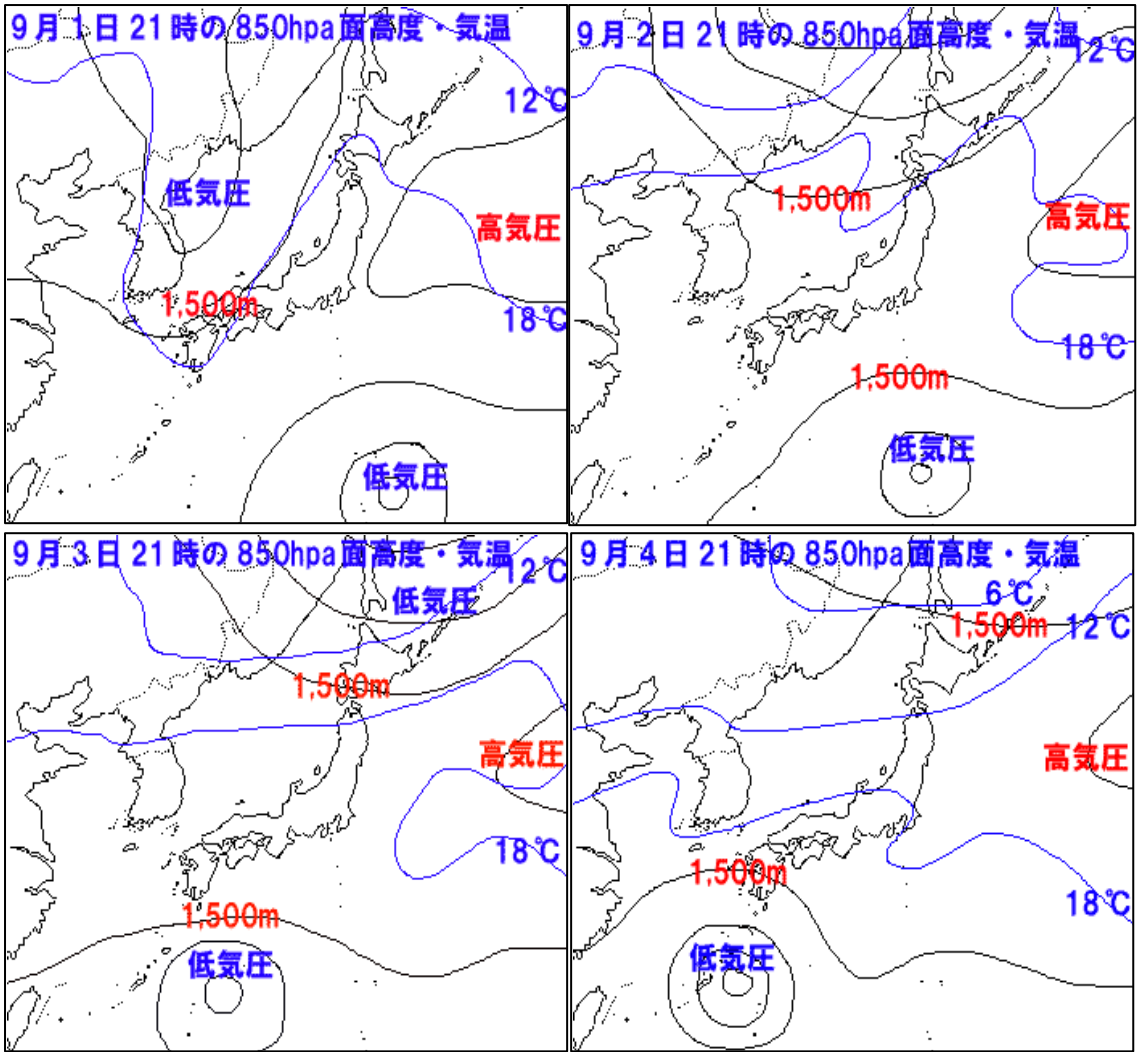 9月1日21時の850hpa面高度・気温
12℃
低気圧
高気圧
1,500m
18℃
低気圧
9月2日21時の850hpa面高度・気温
12℃
1,500m
高気圧
18℃
1,500m
低気圧
9月3日21時の850hpa面高度・気温
12℃
低気圧
1,500m
高気圧
18℃
1,500m
低気圧
9月4日21時の850hpa面高度・気温
6℃
1,500m
12℃
高気圧
1,500m
18℃
低気圧